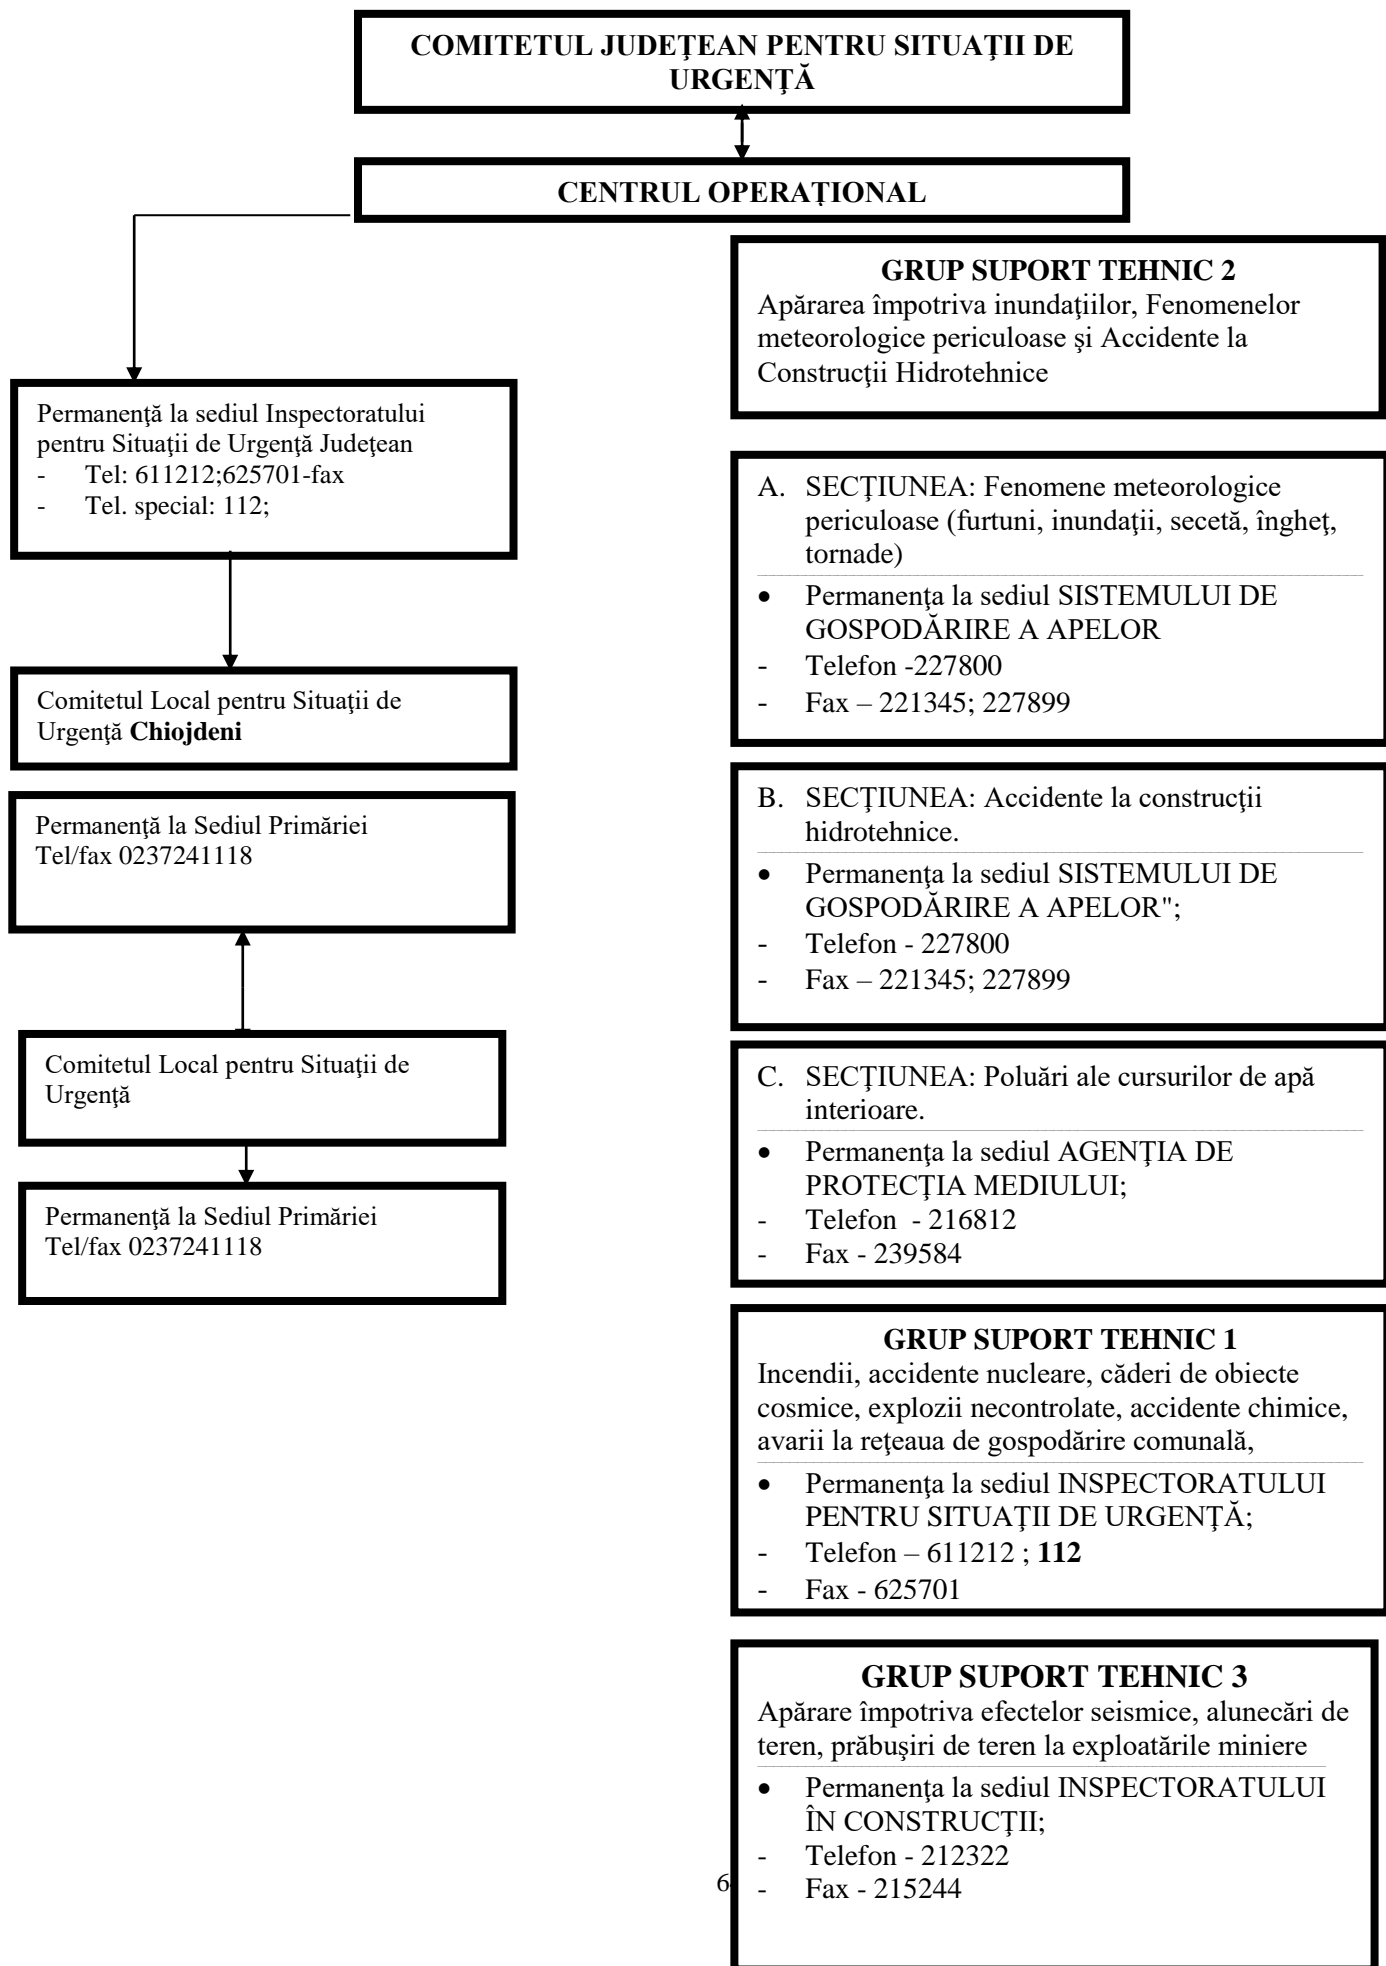 COMITETUL JUDEŢEAN PENTRU SITUAŢII DE
URGENŢĂ
CENTRUL OPERAȚIONAL
Permanenţă la sediul Inspectoratului
pentru Situaţii de Urgenţă Judeţean
- Tel: 611212;625701-fax
- Tel. special: 112;
Comitetul Local pentru Situaţii de
Urgenţă Chiojdeni
Permanenţă la Sediul Primăriei
Tel/fax 0237241118
Comitetul Local pentru Situaţii de
Urgenţă
Permanenţă la Sediul Primăriei
Tel/fax 0237241118
GRUP SUPORT TEHNIC 2
Apărarea împotriva inundaţiilor, Fenomenelor
meteorologice periculoase şi Accidente la
Construcţii Hidrotehnice
A. SECŢIUNEA: Fenomene meteorologice
periculoase (furtuni, inundaţii, secetă, îngheţ,
tornade)
• Permanenţa la sediul SISTEMULUI DE
GOSPODĂRIRE A APELOR
- Telefon -227800
- Fax – 221345; 227899
B. SECŢIUNEA: Accidente la construcţii
hidrotehnice.
• Permanenţa la sediul SISTEMULUI DE
GOSPODĂRIRE A APELOR";
- Telefon - 227800
- Fax – 221345; 227899
C. SECŢIUNEA: Poluări ale cursurilor de apă
interioare.
• Permanenţa la sediul AGENŢIA DE
PROTECŢIA MEDIULUI;
- Telefon - 216812
- Fax - 239584
GRUP SUPORT TEHNIC 1
Incendii, accidente nucleare, căderi de obiecte
cosmice, explozii necontrolate, accidente chimice,
avarii la reţeaua de gospodărire comunală,
• Permanenţa la sediul INSPECTORATULUI
PENTRU SITUAŢII DE URGENŢĂ;
- Telefon – 611212 ; 112
- Fax - 625701
GRUP SUPORT TEHNIC 3
Apărare împotriva efectelor seismice, alunecări de
teren, prăbuşiri de teren la exploatările miniere
• Permanenţa la sediul INSPECTORATULUI
ÎN CONSTRUCŢII;
- Telefon - 212322
- Fax - 215244